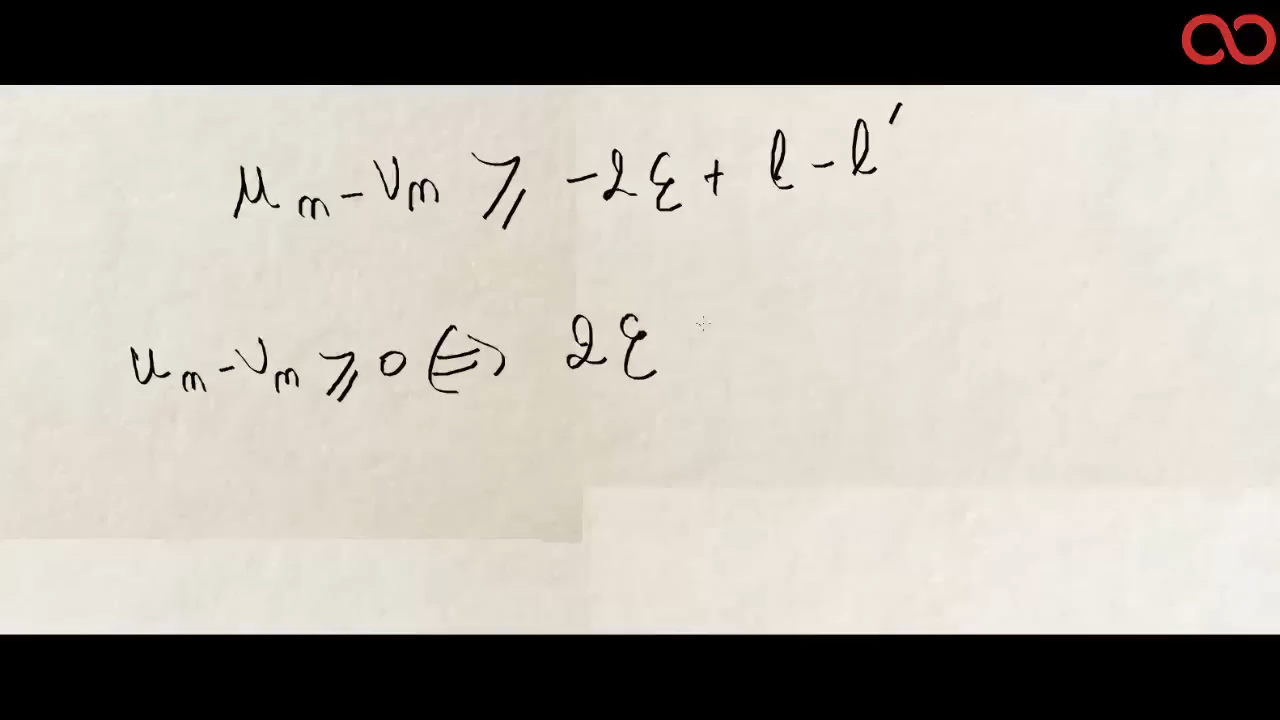 u_m - v_m ⩾ -2ε + l - l'
u_m - v_m ⩾ 0 ⇔ 2ε